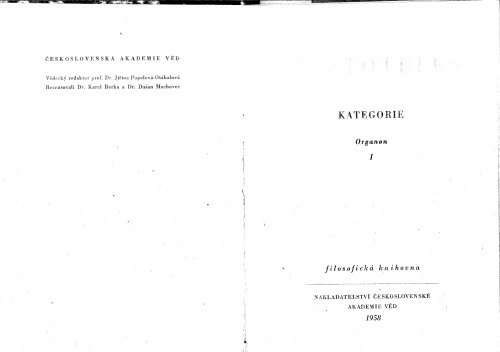 ČESKOSLOVENSKÁ AKADEMIE VĚD
Vědecký redaktor prof. Dr. Jiřina Popelová-Otáhalová
Recensovali Dr. Karel Berka a Dr. Dušan Machovec
KATEGORIE
Organon
I
filosofická knihovna
NAKLADATELSTVÍ ČESKOSLOVENSKÉ
AKADEMIE VĚD
1958